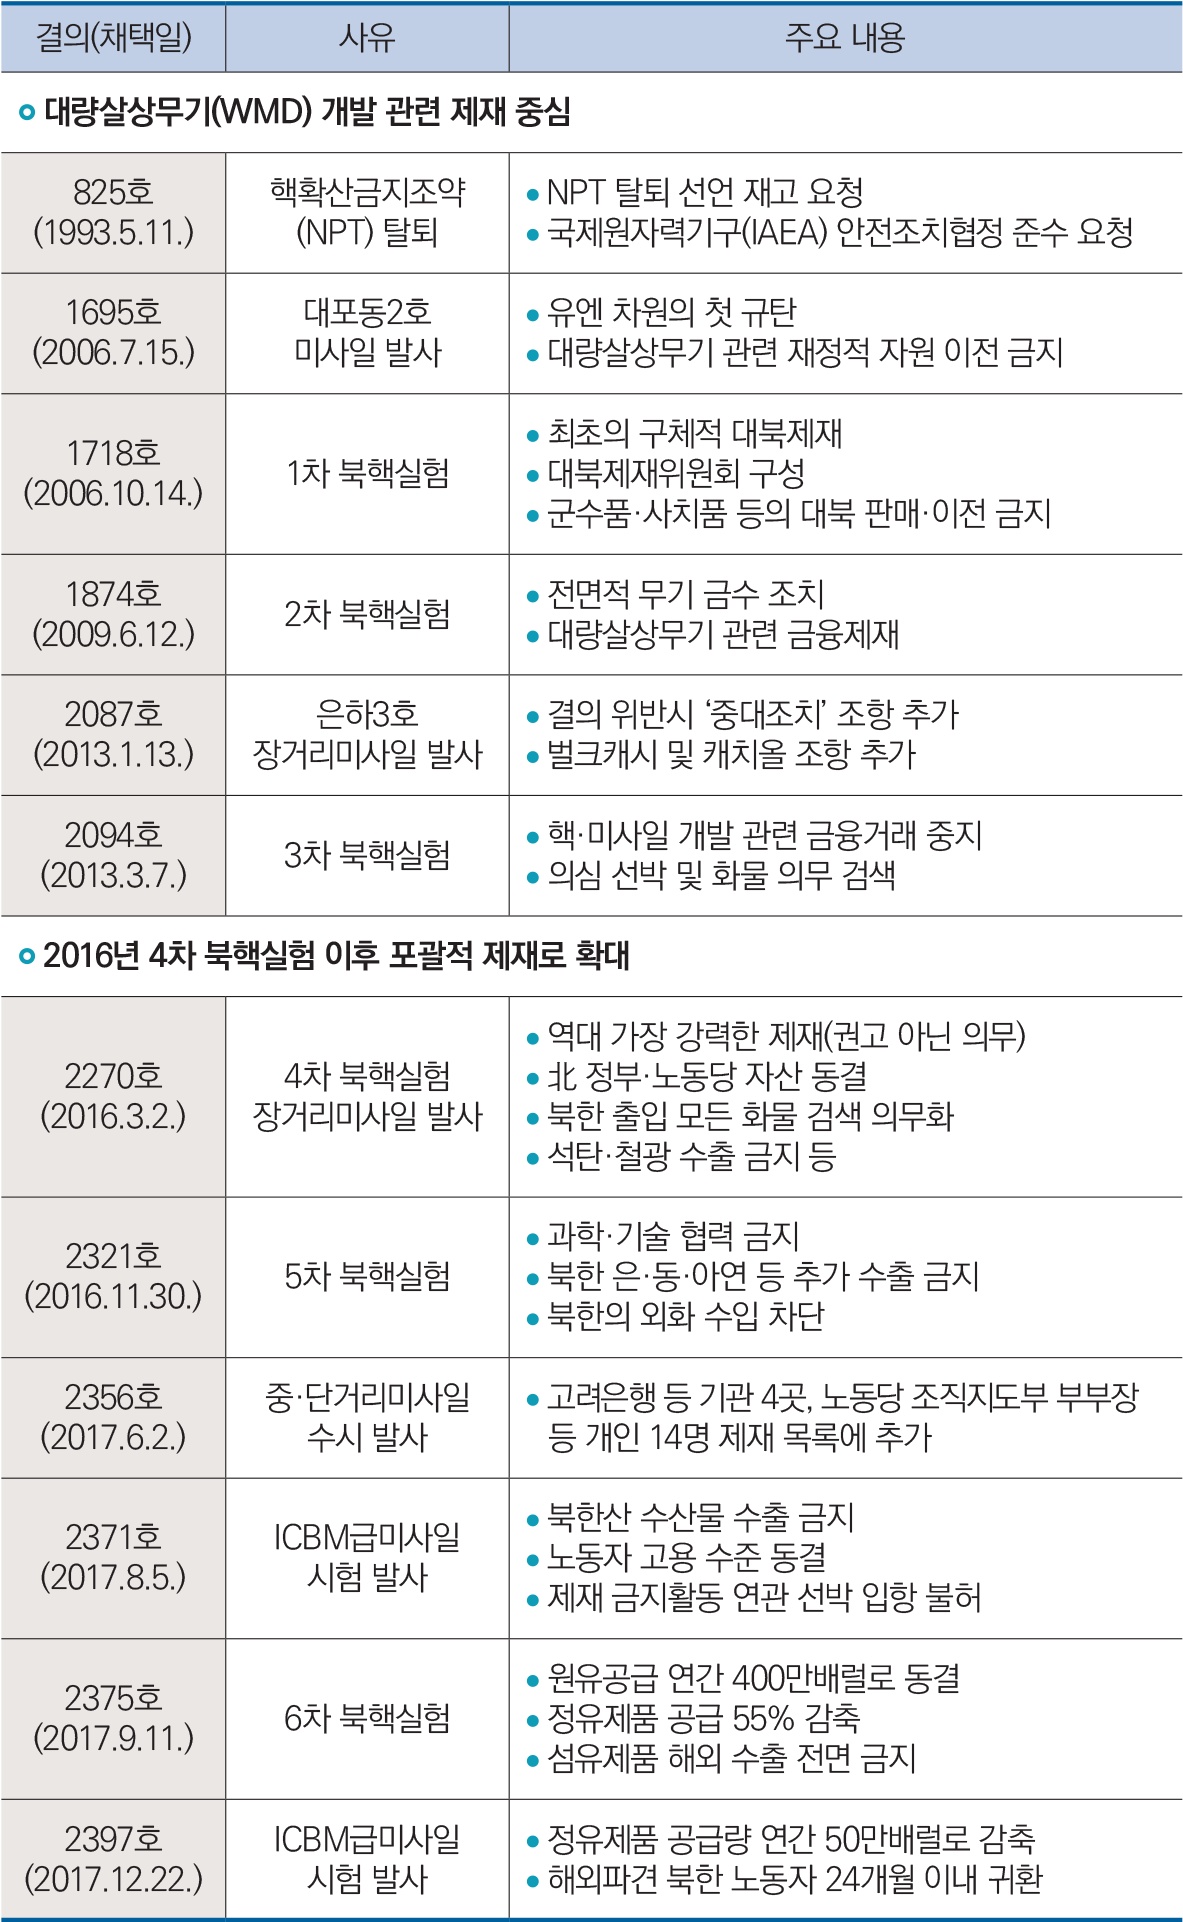 결의(채택일) 사유 주요 내용
대량살상무기(WMD) 개발 관련 제재 중심
825호
(1993.5.11.)
핵확산금지조약
(NPT) 탈퇴
● NPT 탈퇴 선언 재고 요청
● 국제원자력기구(IAEA) 안전조치협정 준수 요청
1695호
(2006.7.15.)
대포동2호
미사일 발사
● 유엔 차원의 첫 규탄
● 대량살상무기 관련 재정적 자원 이전 금지
1718호
(2006.10.14.)
1차 북핵실험
● 최초의 구체적 대북제재
● 대북제재위원회 구성
● 군수품·사치품 등의 대북 판매·이전 금지
1874호
(2009.6.12.)
2차 북핵실험
● 전면적 무기 금수 조치
● 대량살상무기 관련 금융제재
2087호
(2013.1.13.)
은하3호
장거리미사일 발사
● 결의 위반시 ‘중대조치’ 조항 추가
● 벌크캐시 및 캐치올 조항 추가
2094호
(2013.3.7.)
3차 북핵실험
● 핵·미사일 개발 관련 금융거래 중지
● 의심 선박 및 화물 의무 검색
2016년 4차 북핵실험 이후 포괄적 제재로 확대
2270호
(2016.3.2.)
4차 북핵실험
장거리미사일 발사
● 역대 가장 강력한 제재(권고 아닌 의무)
● 北 정부·노동당 자산 동결
● 북한 출입 모든 화물 검색 의무화
● 석탄·철광 수출 금지 등
2321호
(2016.11.30.)
5차 북핵실험
● 과학·기술 협력 금지
● 북한 은·동·아연 등 추가 수출 금지
● 북한의 외화 수입 차단
2356호
(2017.6.2.)
중·단거리미사일
수시 발사
● 고려은행 등 기관 4곳, 노동당 조직지도부 부부장
등 개인 14명 제재 목록에 추가
2371호
(2017.8.5.)
ICBM급미사일
시험 발사
● 북한산 수산물 수출 금지
● 노동자 고용 수준 동결
● 제재 금지활동 연관 선박 입항 불허
2375호
(2017.9.11.)
6차 북핵실험
● 원유공급 연간 400만배럴로 동결
● 정유제품 공급 55% 감축
● 섬유제품 해외 수출 전면 금지
2397호
(2017.12.22.)
ICBM급미사일
시험 발사
● 정유제품 공급량 연간 50만배럴로 감축
● 해외파견 북한 노동자 24개월 이내 귀환